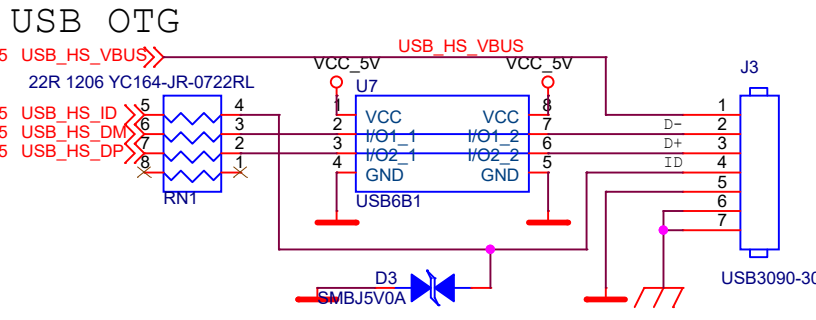 USB OTG
5 USB_HS_VBUS
USB_HS_VBUS
VCC_5V
VCC_5V
J3
22R 1206 YC164-JR-0722RL
U7
5 USB_HS_ID
5 4
1 VCC VCC 8
1
5 USB_HS_DM
6 3
2 I/O1_1 I/O1_2 7
D- 2
5 USB_HS_DP
7 2
3 I/O2_1 I/O2_2 6
D+ 3
8 1
4 GND GND 5
ID 4
5
6
7
RN1
USB6B1
D3
SMBJ5V0A
USB3090-30